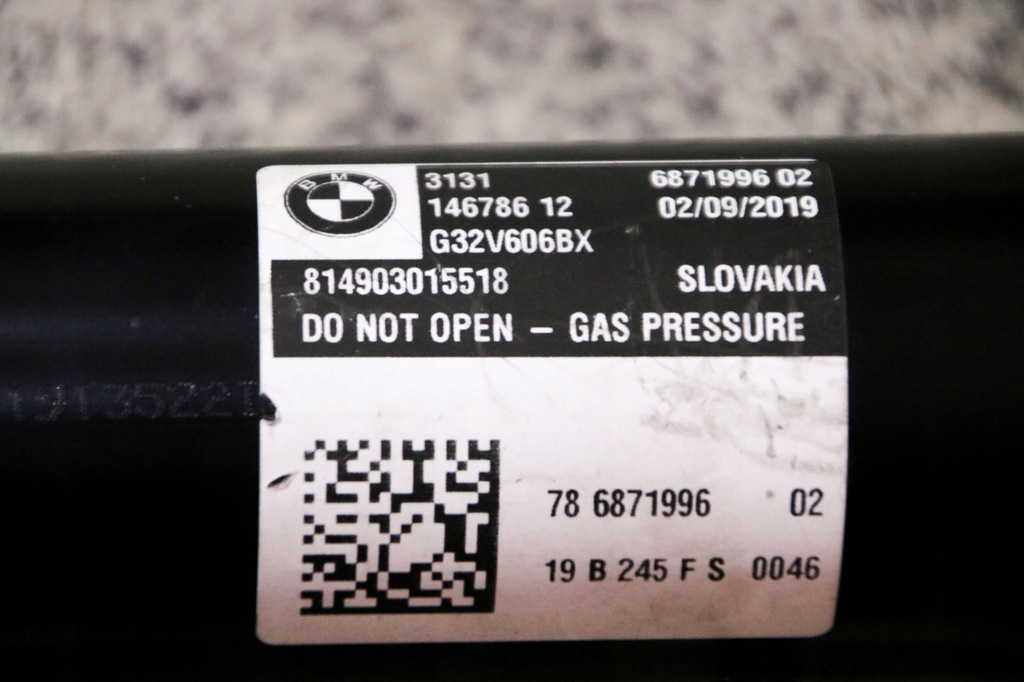 BMW
3131 6871996 02
146786 12 02/09/2019
G32V606BX
814903015518 SLOVAKIA
DO NOT OPEN – GAS PRESSURE
78 6871996 02
19 B 245 F S 0046